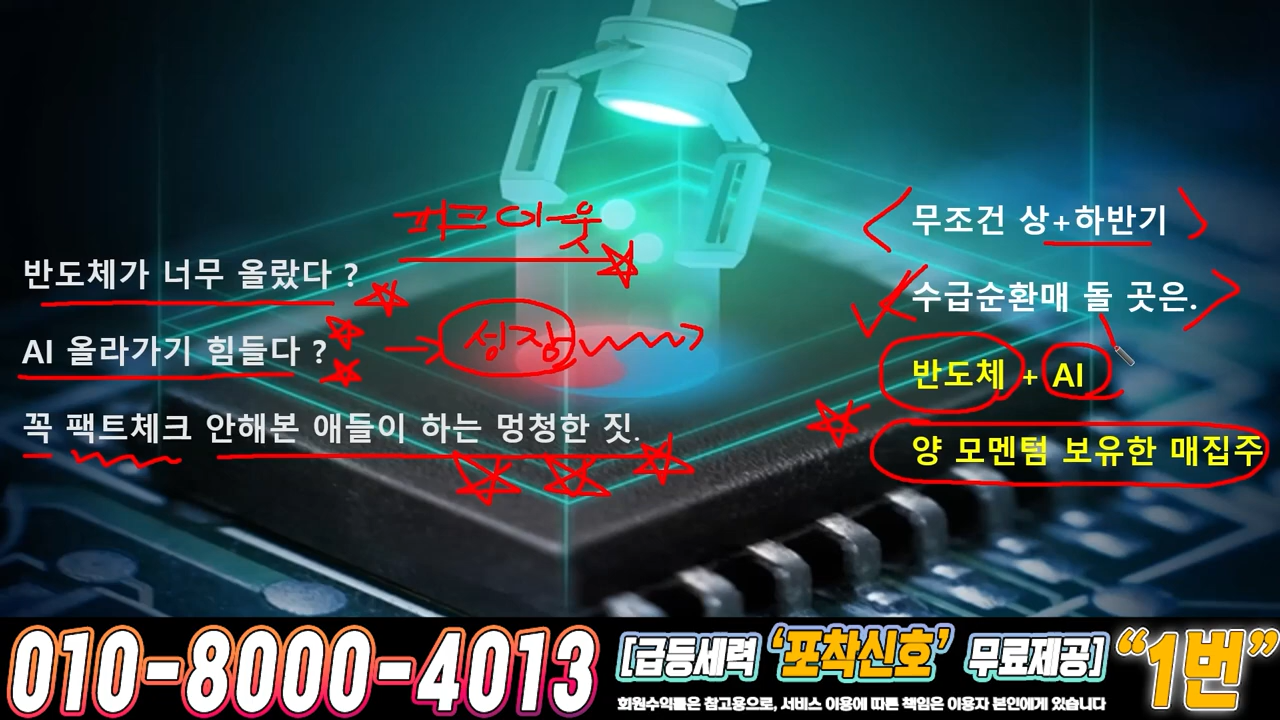 피크아웃
반도체가 너무 올랐다 ?
AI 올라가기 힘들다 ?
성장
꼭 팩트체크 안해본 애들이 하는 멍청한 짓.
무조건 상+하반기
수급순환매 돌 곳은.
반도체 + AI
양 모멘텀 보유한 매집주
010-8000-4013
[급등세력 ‘포착신호’ 무료제공] “1번”
회원수익률은 참고용으로, 서비스 이용에 따른 책임은 이용자 본인에게 있습니다